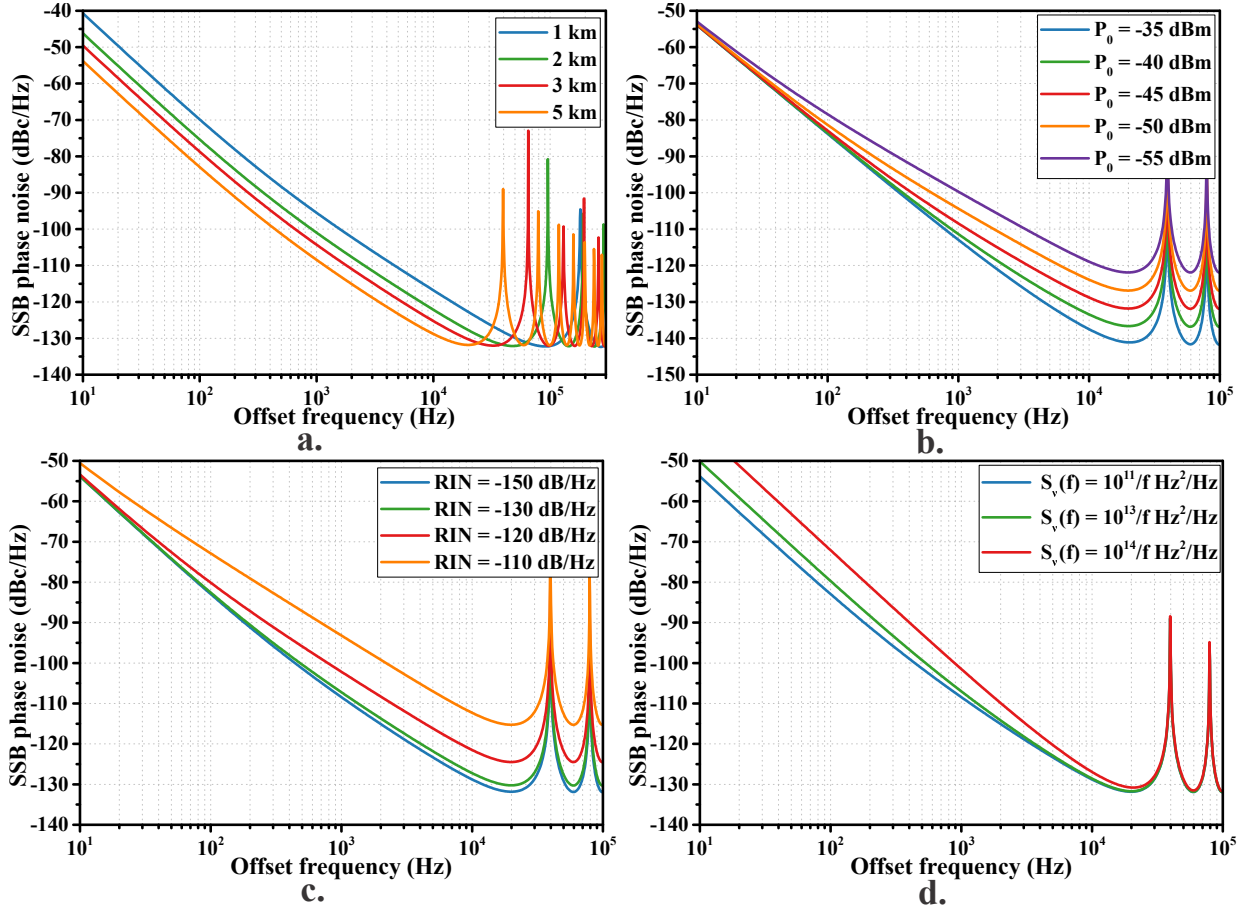 SSB phase noise (dBc/Hz)
-40
-50
-60
-70
-80
-90
-100
-110
-120
-130
-140
1 km
2 km
3 km
5 km
10^1
10^2
10^3
10^4
10^5
Offset frequency (Hz)
a.
SSB phase noise (dBc/Hz)
-50
-60
-70
-80
-90
-100
-110
-120
-130
-140
-150
P_0 = -35 dBm
P_0 = -40 dBm
P_0 = -45 dBm
P_0 = -50 dBm
P_0 = -55 dBm
10^1
10^2
10^3
10^4
10^5
Offset frequency (Hz)
b.
SSB phase noise (dBc/Hz)
-50
-60
-70
-80
-90
-100
-110
-120
-130
-140
RIN = -150 dB/Hz
RIN = -130 dB/Hz
RIN = -120 dB/Hz
RIN = -110 dB/Hz
10^1
10^2
10^3
10^4
10^5
Offset frequency (Hz)
c.
SSB phase noise (dBc/Hz)
-50
-60
-70
-80
-90
-100
-110
-120
-130
-140
S_ν(f) = 10^11/f Hz^2/Hz
S_ν(f) = 10^13/f Hz^2/Hz
S_ν(f) = 10^14/f Hz^2/Hz
10^1
10^2
10^3
10^4
10^5
Offset frequency (Hz)
d.